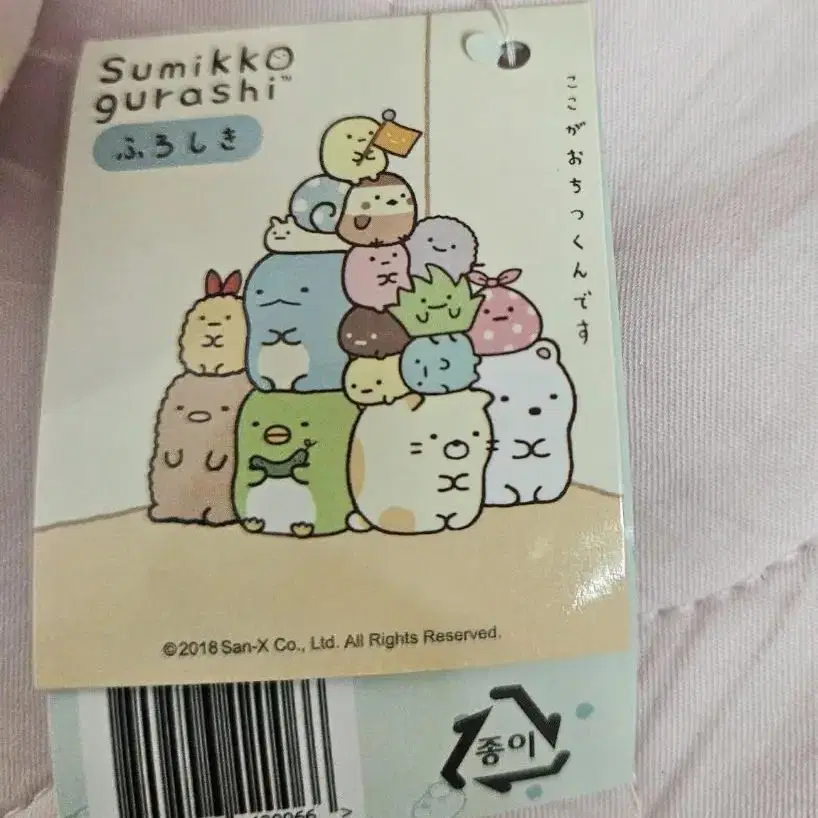 Sumikko
gurashi™
ふろしき
ここがおちつくんです
©2018 San-X Co., Ltd. All Rights Reserved.
종이